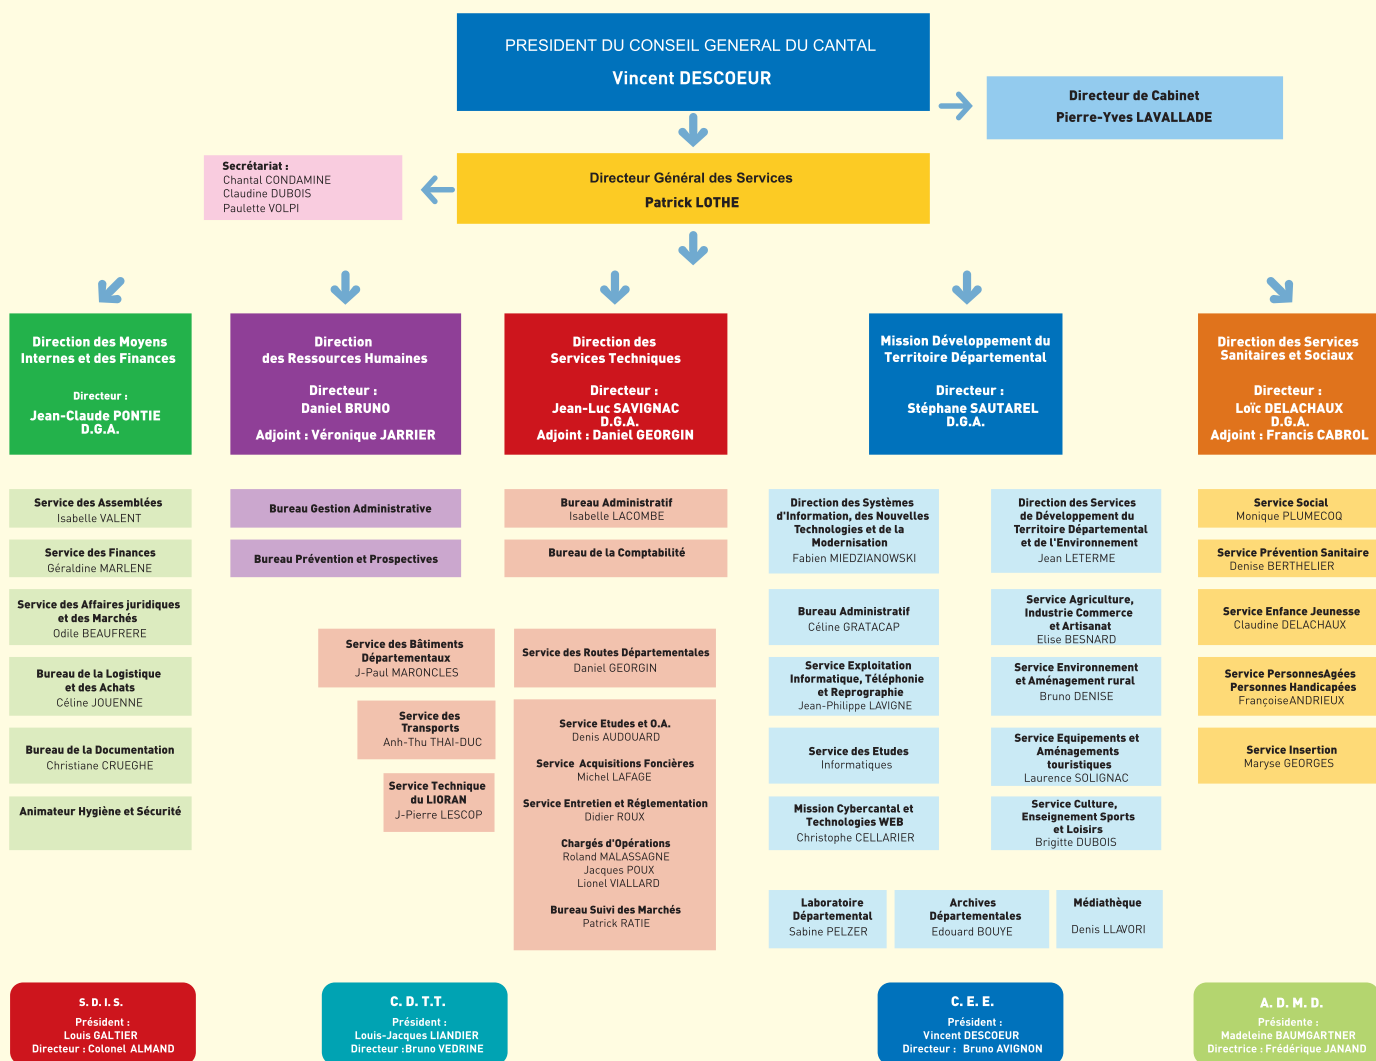 PRESIDENT DU CONSEIL GENERAL DU CANTAL
Vincent DESCOEUR
Directeur de Cabinet
Pierre-Yves LAVALLADE
Secrétariat :
Chantal CONDAMINE
Claudine DUBOIS
Paulette VOLPI
Directeur Général des Services
Patrick LOTHE
Direction des Moyens
Internes et des Finances
Directeur :
Jean-Claude PONTIE
D.G.A.
Direction
des Ressources Humaines
Directeur :
Daniel BRUNO
Adjoint : Véronique JARRIER
Direction des
Services Techniques
Directeur :
Jean-Luc SAVIGNAC
D.G.A.
Adjoint : Daniel GEORGIN
Mission Développement du
Territoire Départemental
Directeur :
Stéphane SAUTAREL
D.G.A.
Direction des Services
Sanitaires et Sociaux
Directeur :
Loïc DELACHAUX
D.G.A.
Adjoint : Francis CABROL
Service des Assemblées
Isabelle VALENT
Service des Finances
Géraldine MARLENE
Service des Affaires juridiques
et des Marchés
Odile BEAUFRERE
Bureau de la Logistique
et des Achats
Céline JOUENNE
Bureau de la Documentation
Christiane CRUEGHE
Animateur Hygiène et Sécurité
Bureau Gestion Administrative
Bureau Prévention et Prospectives
Bureau Administratif
Isabelle LACOMBE
Bureau de la Comptabilité
Service des Bâtiments
Départementaux
J-Paul MARONCLES
Service des
Transports
Anh-Thu THAI-DUC
Service Technique
du LIORAN
J-Pierre LESCOP
Service des Routes Départementales
Daniel GEORGIN
Service Etudes et O.A.
Denis AUDOUARD
Service Acquisitions Foncières
Michel LAFAGE
Service Entretien et Réglementation
Didier ROUX
Chargés d'Opérations
Roland MALASSAGNE
Jacques POUX
Lionel VIALLARD
Bureau Suivi des Marchés
Patrick RATIE
Direction des Systèmes
d'Information, des Nouvelles
Technologies et de la
Modernisation
Fabien MIEDZIANOWSKI
Bureau Administratif
Céline GRATACAP
Service Exploitation
Informatique, Téléphonie
et Reprographie
Jean-Philippe LAVIGNE
Service des Etudes
Informatiques
Mission Cybercantal et
Technologies WEB
Christophe CELLARIER
Direction des Services
de Développement du
Territoire Départemental
et de l'Environnement
Jean LETERME
Service Agriculture,
Industrie Commerce
et Artisanat
Elise BESNARD
Service Environnement
et Aménagement rural
Bruno DENISE
Service Equipements et
Aménagements
touristiques
Laurence SOLIGNAC
Service Culture,
Enseignement Sports
et Loisirs
Brigitte DUBOIS
Laboratoire
Départemental
Sabine PELZER
Archives
Départementales
Edouard BOUYE
Médiathèque
Denis LLAVORI
Service Social
Monique PLUMECOQ
Service Prévention Sanitaire
Denise BERTHELIER
Service Enfance Jeunesse
Claudine DELACHAUX
Service PersonnesAgées
Personnes Handicapées
FrançoiseANDRIEUX
Service Insertion
Maryse GEORGES
S. D. I. S.
Président :
Louis GALTIER
Directeur : Colonel ALMAND
C. D. T. T.
Président :
Louis-Jacques LIANDIER
Directeur :Bruno VEDRINE
C. E. E.
Président :
Vincent DESCOEUR
Directeur : Bruno AVIGNON
A. D. M. D.
Présidente :
Madeleine BAUMGARTNER
Directrice : Frédérique JANAND